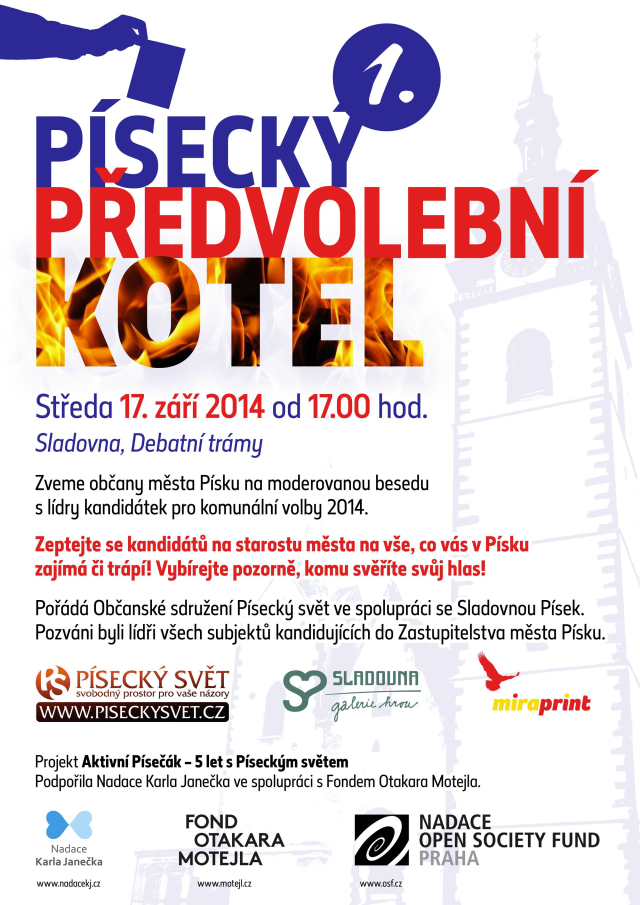 1.
PÍSECKÝ
PŘEDVOLEBNÍ
KOTEL
Středa 17. září 2014 od 17.00 hod.
Sladovna, Debatní trámy
Zveme občany města Písku na moderovanou besedu
s lídry kandidátek pro komunální volby 2014.
Zeptejte se kandidátů na starostu města na vše, co vás v Písku
zajímá či trápí! Vybírejte pozorně, komu svěříte svůj hlas!
Pořádá Občanské sdružení Písecký svět ve spolupráci se Sladovnou Písek.
Pozváni byli lídři všech subjektů kandidujících do Zastupitelstva města Písku.
PÍSECKÝ SVĚT
svobodný prostor pro vaše názory
WWW.PISECKYSVET.CZ
SLADOVNA
galerie hrou
miraprint
Projekt Aktivní Písečák – 5 let s Píseckým světem
Podpořila Nadace Karla Janečka ve spolupráci s Fondem Otakara Motejla.
Nadace
Karla Janečka
www.nadacekj.cz
FOND
OTAKARA
MOTEJLA
www.motejl.cz
NADACE
OPEN SOCIETY FUND
PRAHA
www.osf.cz